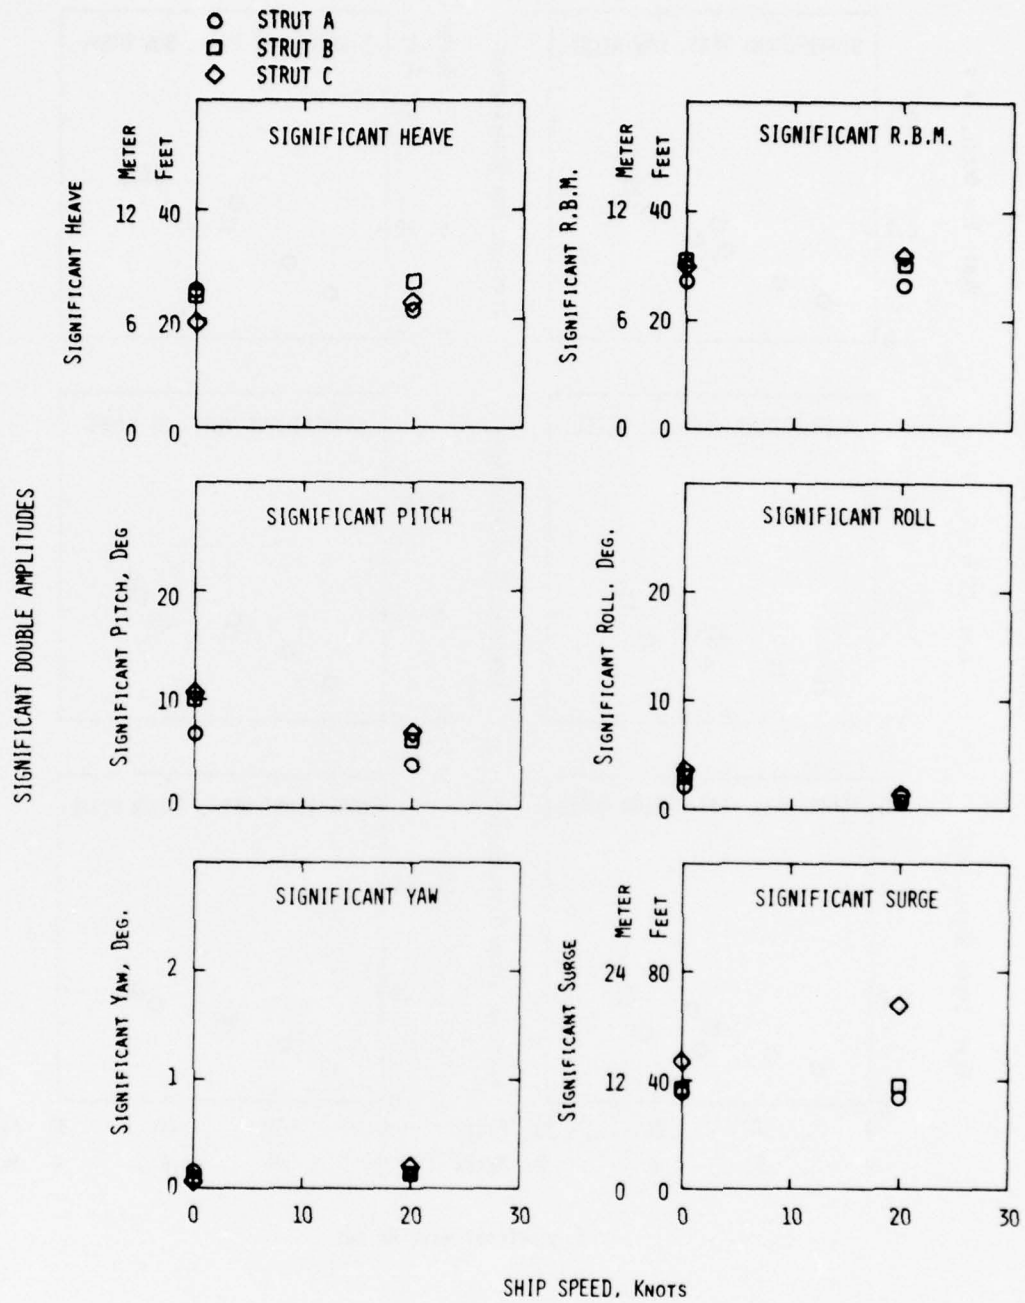 STRUT A
STRUT B
STRUT C
SIGNIFICANT DOUBLE AMPLITUDES
SIGNIFICANT HEAVE
SIGNIFICANT HEAVE
METER
FEET
12 40
6 20
0 0
SIGNIFICANT R.B.M.
SIGNIFICANT R.B.M.
METER
FEET
12 40
6 20
0 0
SIGNIFICANT PITCH
SIGNIFICANT PITCH, DEG
20
10
0
SIGNIFICANT ROLL
SIGNIFICANT ROLL. DEG.
20
10
0
SIGNIFICANT YAW
SIGNIFICANT YAW, DEG.
2
1
0
0 10 20 30
SIGNIFICANT SURGE
SIGNIFICANT SURGE
METER
FEET
24 80
12 40
0 0
0 10 20 30
SHIP SPEED, KNOTS